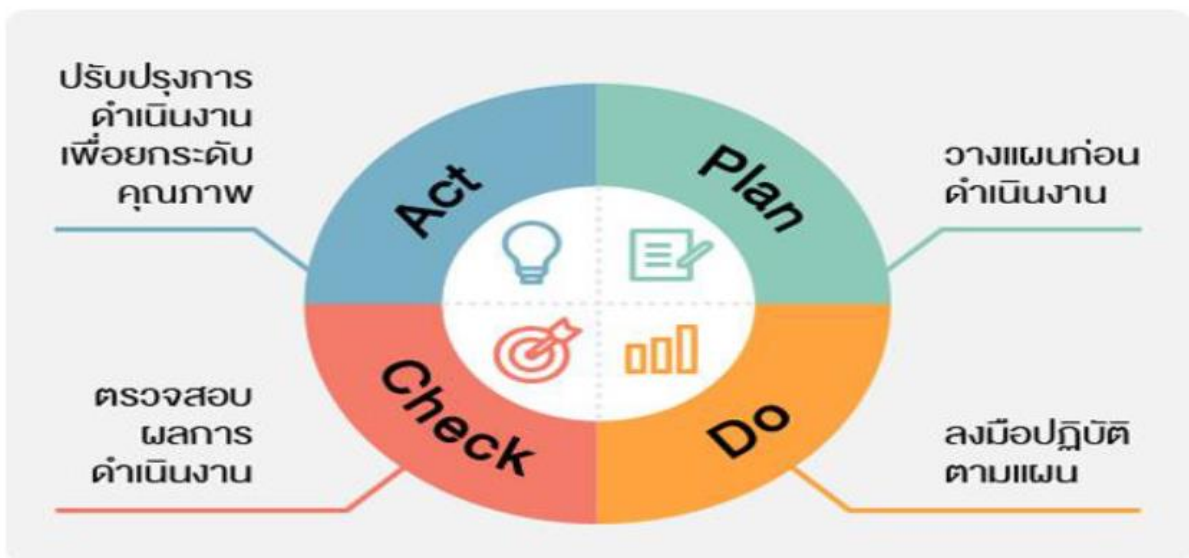 ปรับปรุงการ
ดำเนินงาน
เพื่อยกระดับ
คุณภาพ
Act
Plan
วางแผนก่อน
ดำเนินงาน
ตรวจสอบ
ผลการ
ดำเนินงาน
Check
Do
ลงมือปฏิบัติ
ตามแผน